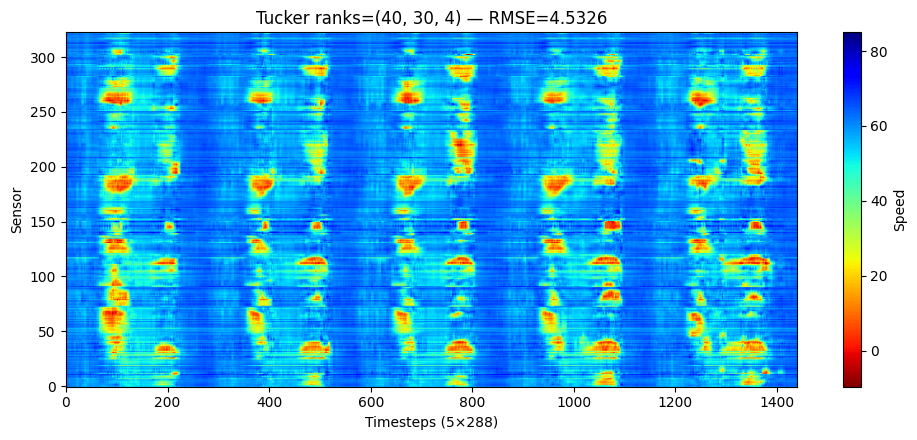 Tucker ranks=(40, 30, 4) — RMSE=4.5326
Sensor
300
250
200
150
100
50
0
0 200 400 600 800 1000 1200 1400
Timesteps (5×288)
80
60
40
20
0
Speed